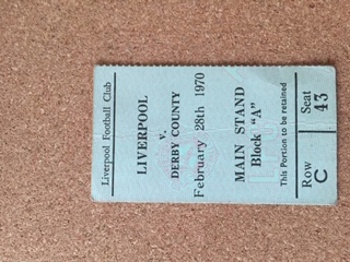 Liverpool Football Club
LIVERPOOL
v.
DERBY COUNTY
February 28th 1970
MAIN STAND
Block "A"
This Portion to be retained
Row Seat
C 43